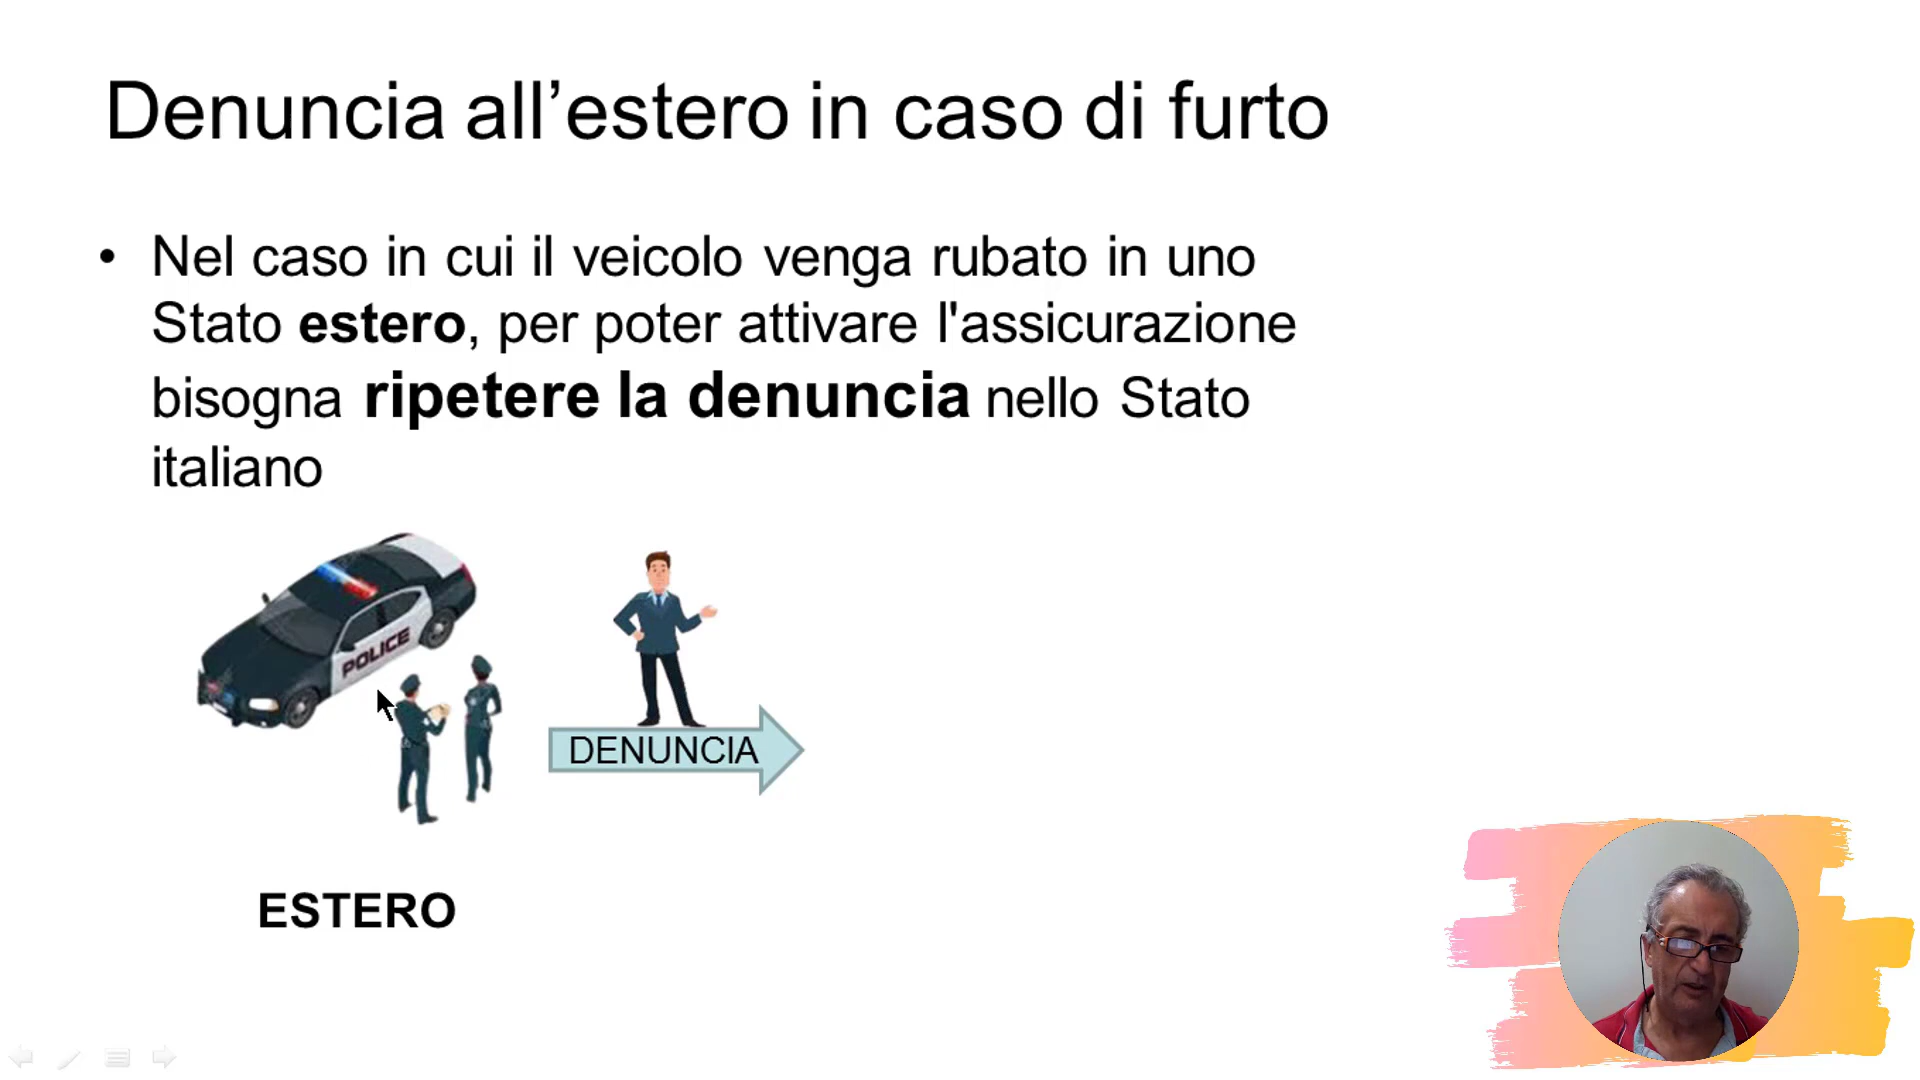 Denuncia all’estero in caso di furto
• Nel caso in cui il veicolo venga rubato in uno
Stato estero, per poter attivare l'assicurazione
bisogna ripetere la denuncia nello Stato
italiano
POLICE
DENUNCIA
ESTERO